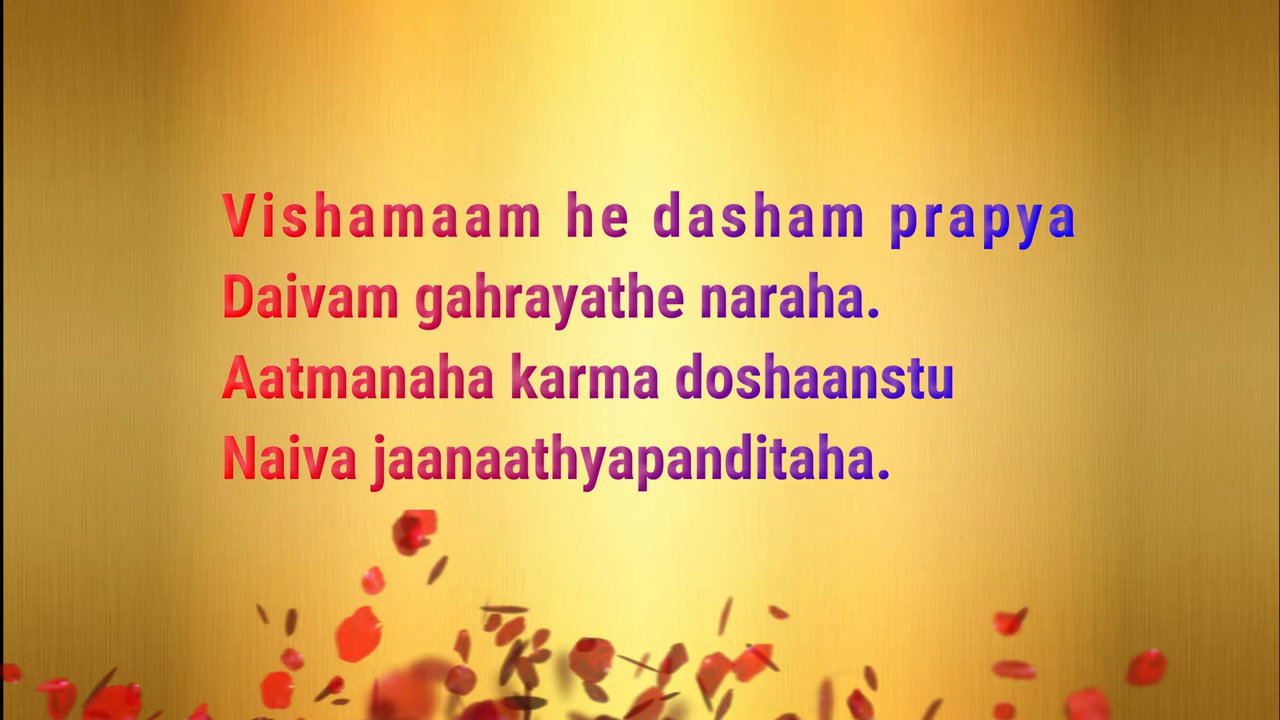 Vishamaam he dasham prapya
Daivam gahrayathe naraha.
Aatmanaha karma doshaanstu
Naiva jaanaathyapanditaha.